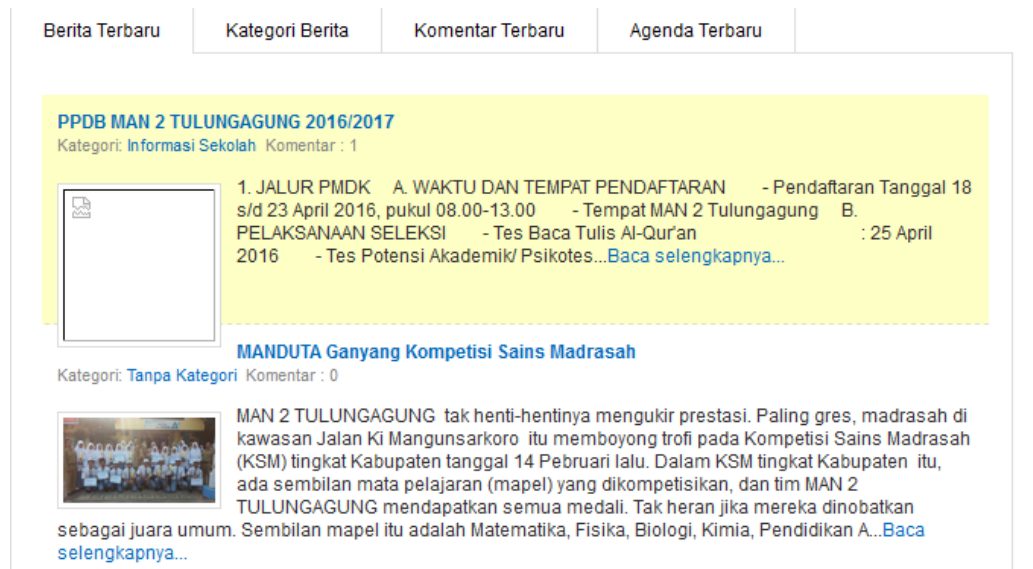 Berita Terbaru Kategori Berita Komentar Terbaru Agenda Terbaru
PPDB MAN 2 TULUNGAGUNG 2016/2017
Kategori: Informasi Sekolah Komentar : 1
1. JALUR PMDK A. WAKTU DAN TEMPAT PENDAFTARAN - Pendaftaran Tanggal 18
s/d 23 April 2016, pukul 08.00-13.00 - Tempat MAN 2 Tulungagung B.
PELAKSANAAN SELEKSI - Tes Baca Tulis Al-Qur'an : 25 April
2016 - Tes Potensi Akademik/ Psikotes...Baca selengkapnya...
MANDUTA Ganyang Kompetisi Sains Madrasah
Kategori: Tanpa Kategori Komentar : 0
MAN 2 TULUNGAGUNG tak henti-hentinya mengukir prestasi. Paling gres, madrasah di
kawasan Jalan Ki Mangunsarkoro itu memboyong trofi pada Kompetisi Sains Madrasah
(KSM) tingkat Kabupaten tanggal 14 Pebruari lalu. Dalam KSM tingkat Kabupaten itu,
ada sembilan mata pelajaran (mapel) yang dikompetisikan, dan tim MAN 2
TULUNGAGUNG mendapatkan semua medali. Tak heran jika mereka dinobatkan
sebagai juara umum. Sembilan mapel itu adalah Matematika, Fisika, Biologi, Kimia, Pendidikan A...Baca
selengkapnya...